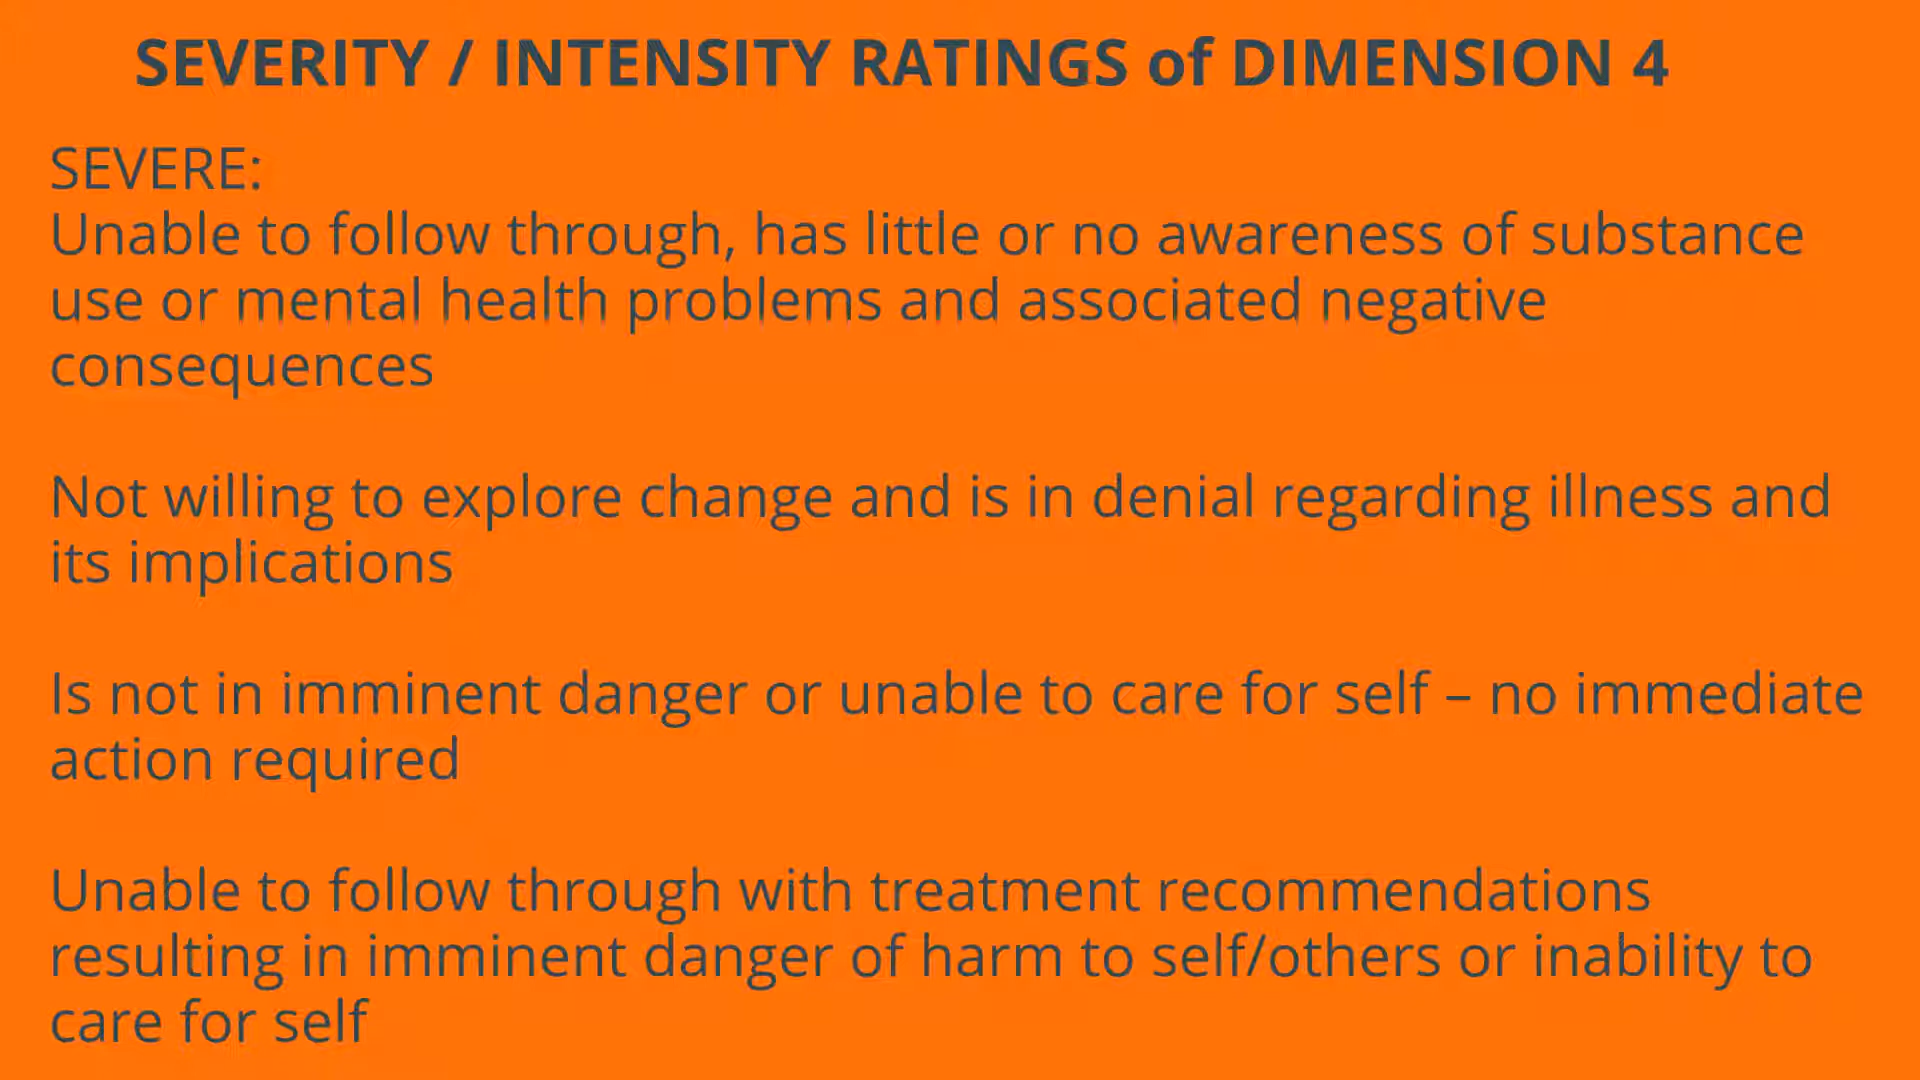 SEVERITY / INTENSITY RATINGS of DIMENSION 4
SEVERE:
Unable to follow through, has little or no awareness of substance
use or mental health problems and associated negative
consequences
Not willing to explore change and is in denial regarding illness and
its implications
Is not in imminent danger or unable to care for self – no immediate
action required
Unable to follow through with treatment recommendations
resulting in imminent danger of harm to self/others or inability to
care for self